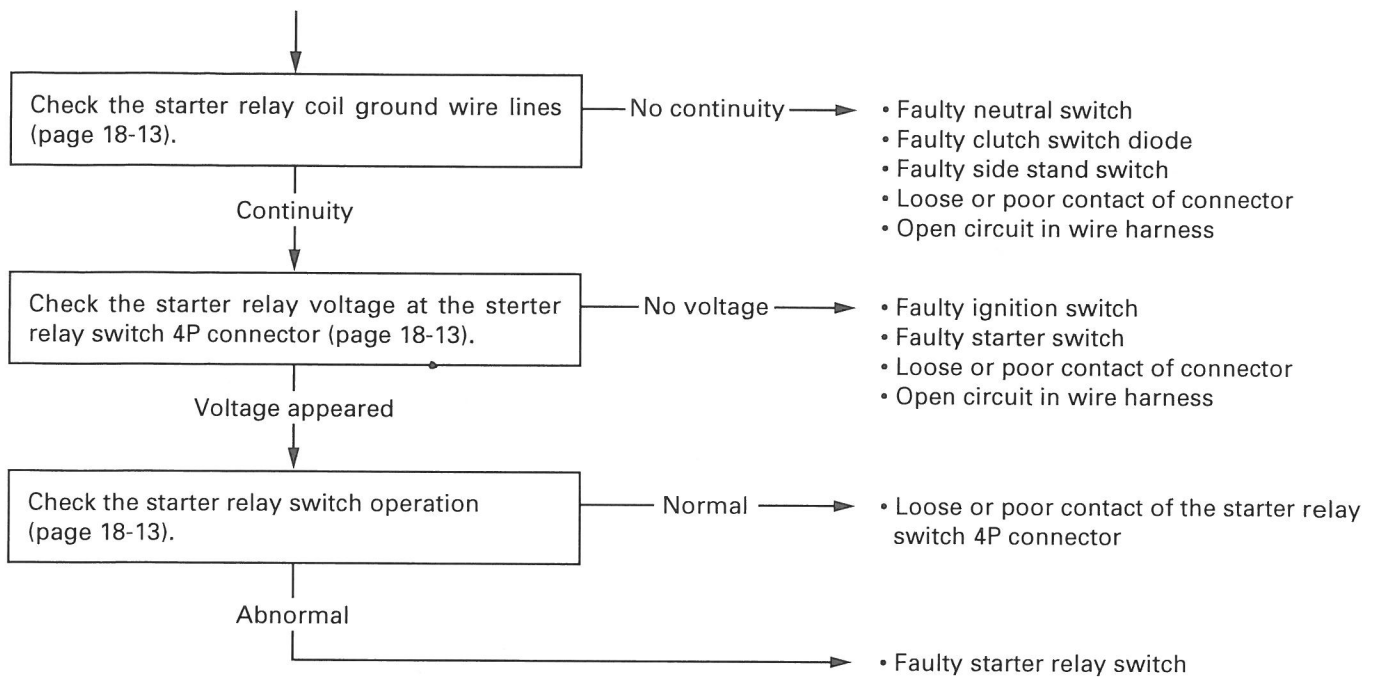 Check the starter relay coil ground wire lines
(page 18-13).
No continuity
• Faulty neutral switch
• Faulty clutch switch diode
• Faulty side stand switch
• Loose or poor contact of connector
• Open circuit in wire harness
Continuity
Check the starter relay voltage at the sterter
relay switch 4P connector (page 18-13).
No voltage
• Faulty ignition switch
• Faulty starter switch
• Loose or poor contact of connector
• Open circuit in wire harness
Voltage appeared
Check the starter relay switch operation
(page 18-13).
Normal
• Loose or poor contact of the starter relay
switch 4P connector
Abnormal
• Faulty starter relay switch